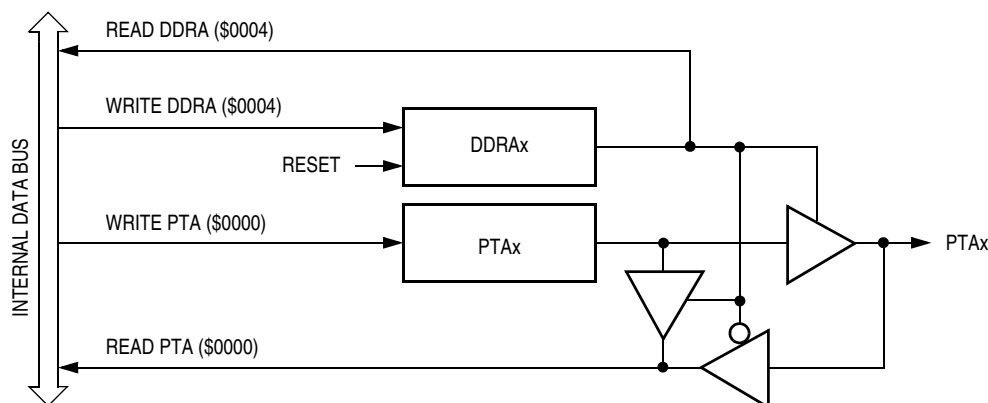 READ DDRA ($0004)
WRITE DDRA ($0004)
DDRAx
RESET
WRITE PTA ($0000)
PTAx
PTAx
READ PTA ($0000)
INTERNAL DATA BUS